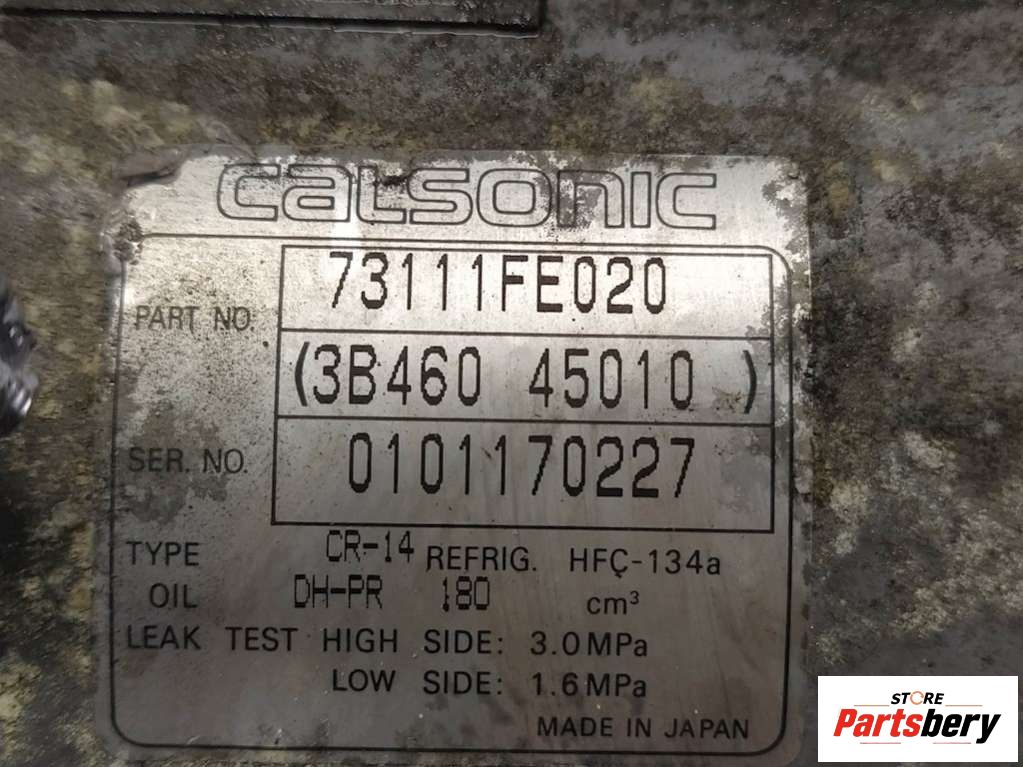 calsonic
PART NO. 73111FE020
(3B460 45010 )
SER. NO. 0101170227
TYPE CR-14 REFRIG. HFC-134a
OIL DH-PR 180 cm³
LEAK TEST HIGH SIDE: 3.0MPa
LOW SIDE: 1.6MPa
MADE IN JAPAN
STORE
Partsbery